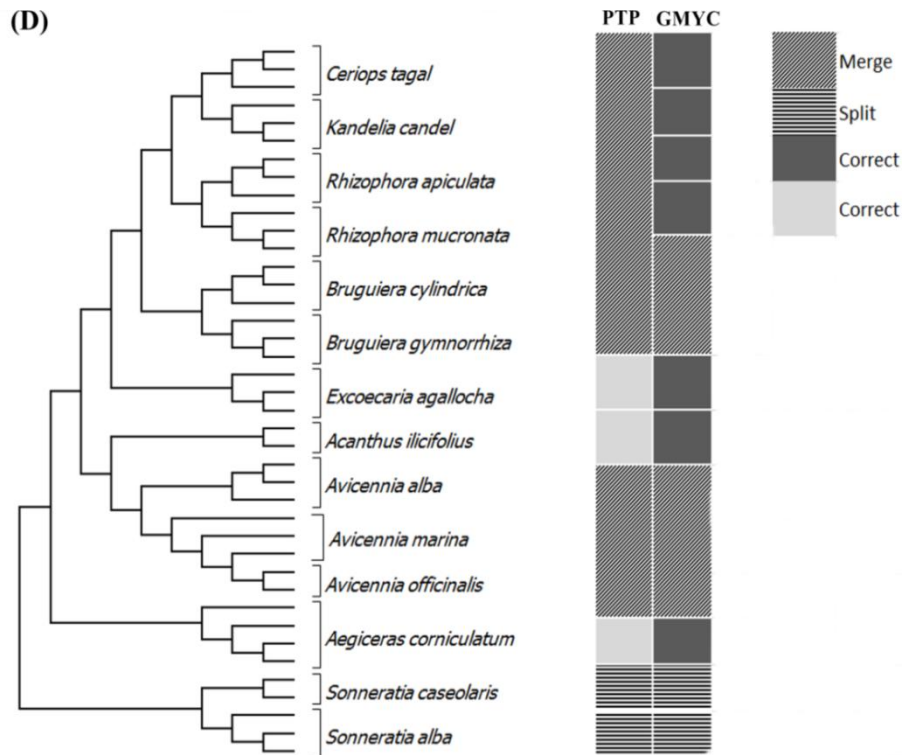 (D)
PTP GMYC
Ceriops tagal
Kandelia candel
Rhizophora apiculata
Rhizophora mucronata
Bruguiera cylindrica
Bruguiera gymnorrhiza
Excoecaria agallocha
Acanthus ilicifolius
Avicennia alba
Avicennia marina
Avicennia officinalis
Aegiceras corniculatum
Sonneratia caseolaris
Sonneratia alba
Merge
Split
Correct
Correct